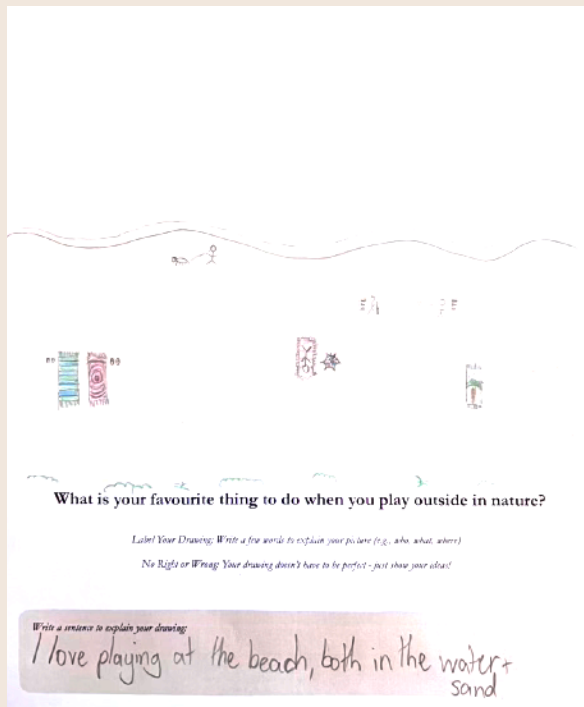 What is your favourite thing to do when you play outside in nature?
Label Your Drawing: Write a few words to explain your picture (e.g., who, what, where)
No Right or Wrong: Your drawing doesn't have to be perfect - just show your ideas!
Write a sentence to explain your drawing:
I love playing at the beach, both in the water +
sand